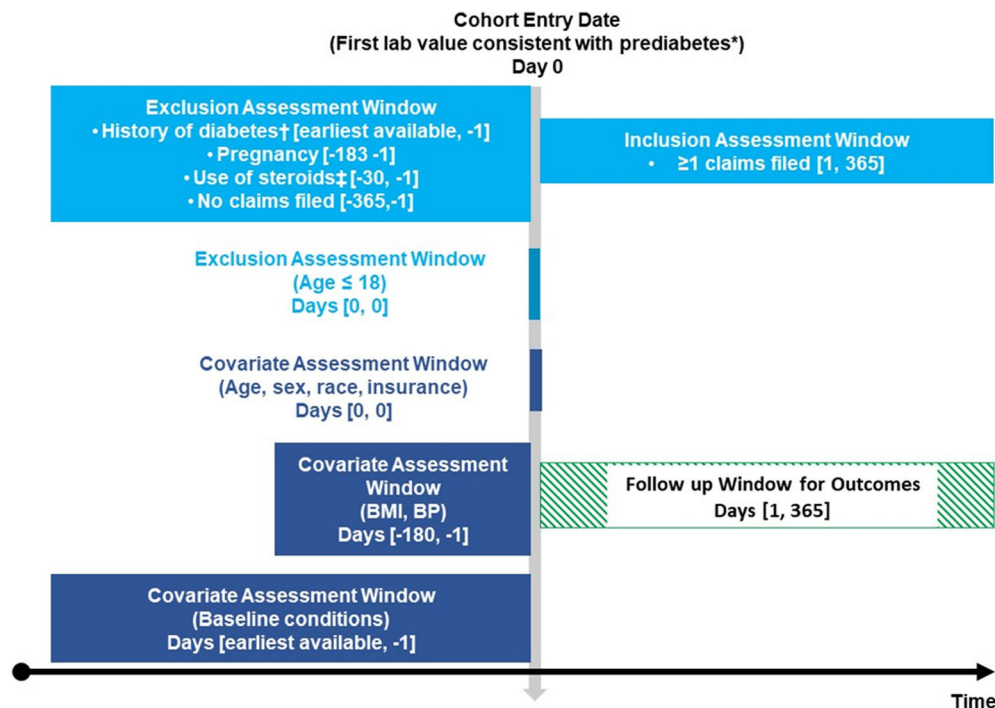 Cohort Entry Date
(First lab value consistent with prediabetes*)
Day 0
Exclusion Assessment Window
• History of diabetes† [earliest available, -1]
• Pregnancy [-183 -1]
• Use of steroids‡ [-30, -1]
• No claims filed [-365,-1]
Inclusion Assessment Window
• ≥1 claims filed [1, 365]
Exclusion Assessment Window
(Age ≤ 18)
Days [0, 0]
Covariate Assessment Window
(Age, sex, race, insurance)
Days [0, 0]
Covariate Assessment
Window
(BMI, BP)
Days [-180, -1]
Follow up Window for Outcomes
Days [1, 365]
Covariate Assessment Window
(Baseline conditions)
Days [earliest available, -1]
Time